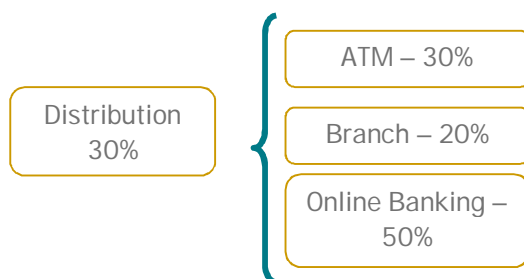 Distribution
30%
ATM – 30%
Branch – 20%
Online Banking –
50%